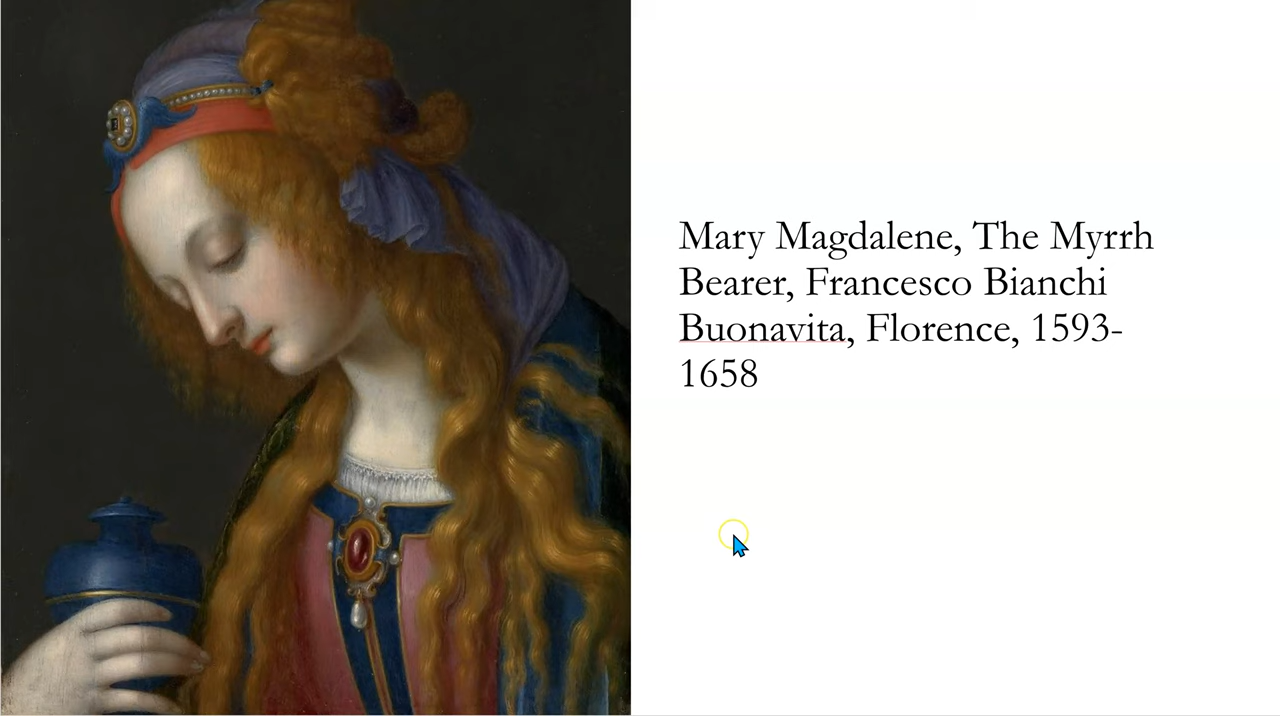 Mary Magdalene, The Myrrh
Bearer, Francesco Bianchi
Buonavita, Florence, 1593-
1658